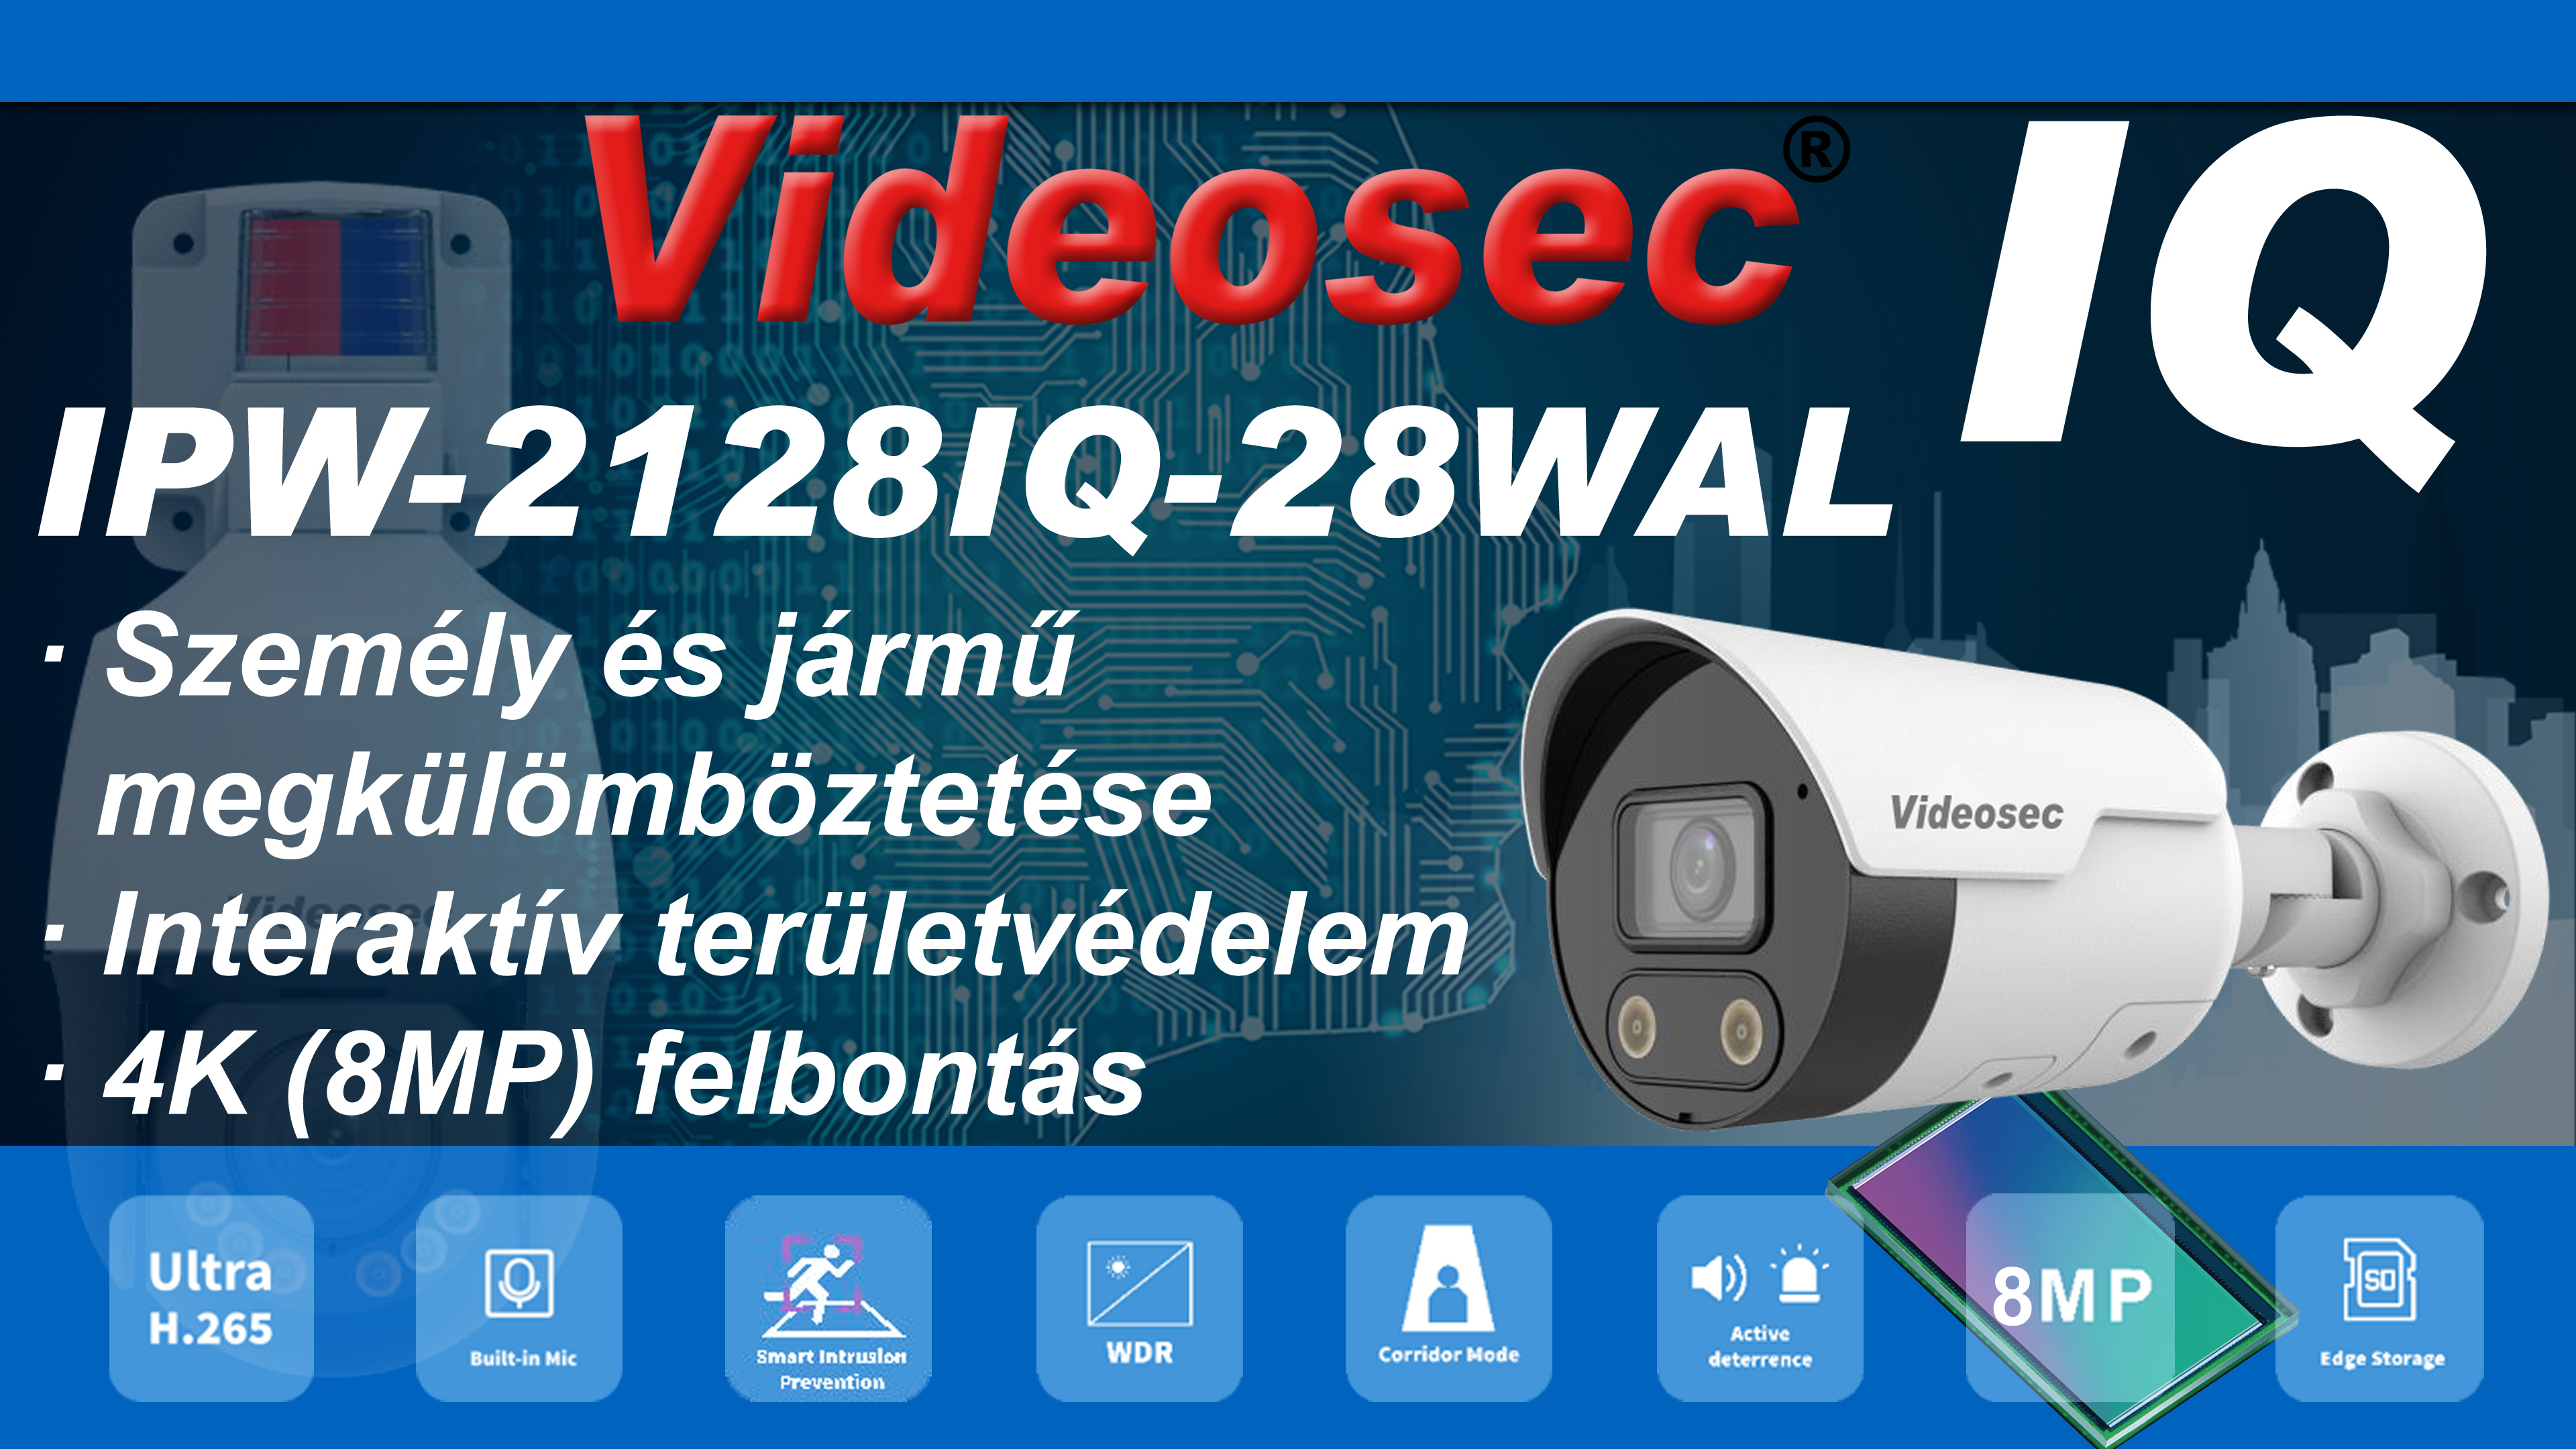 Videosec®
IQ
IPW-2128IQ-28WAL
· Személy és jármű
megkülömböztetése
· Interaktív területvédelem
· 4K (8MP) felbontás
Videosec
Videosec
Ultra
H.265
Built-in Mic
Smart Intrusion
Prevention
WDR
Corridor Mode
Active
deterrence
8MP
SD
Edge Storage